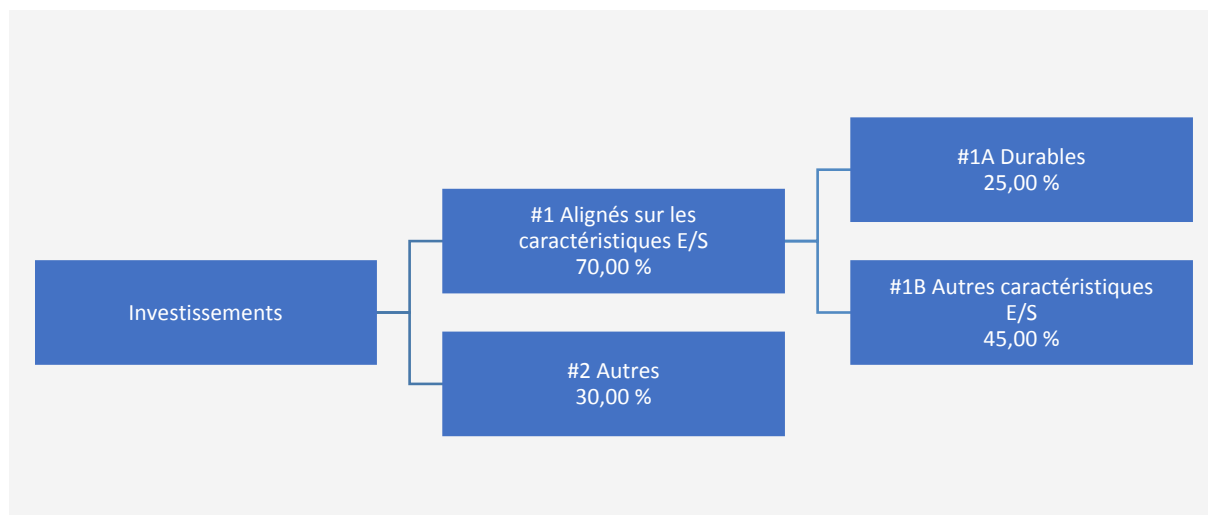 Investissements
#1 Alignés sur les
caractéristiques E/S
70,00 %
#2 Autres
30,00 %
#1A Durables
25,00 %
#1B Autres caractéristiques
E/S
45,00 %